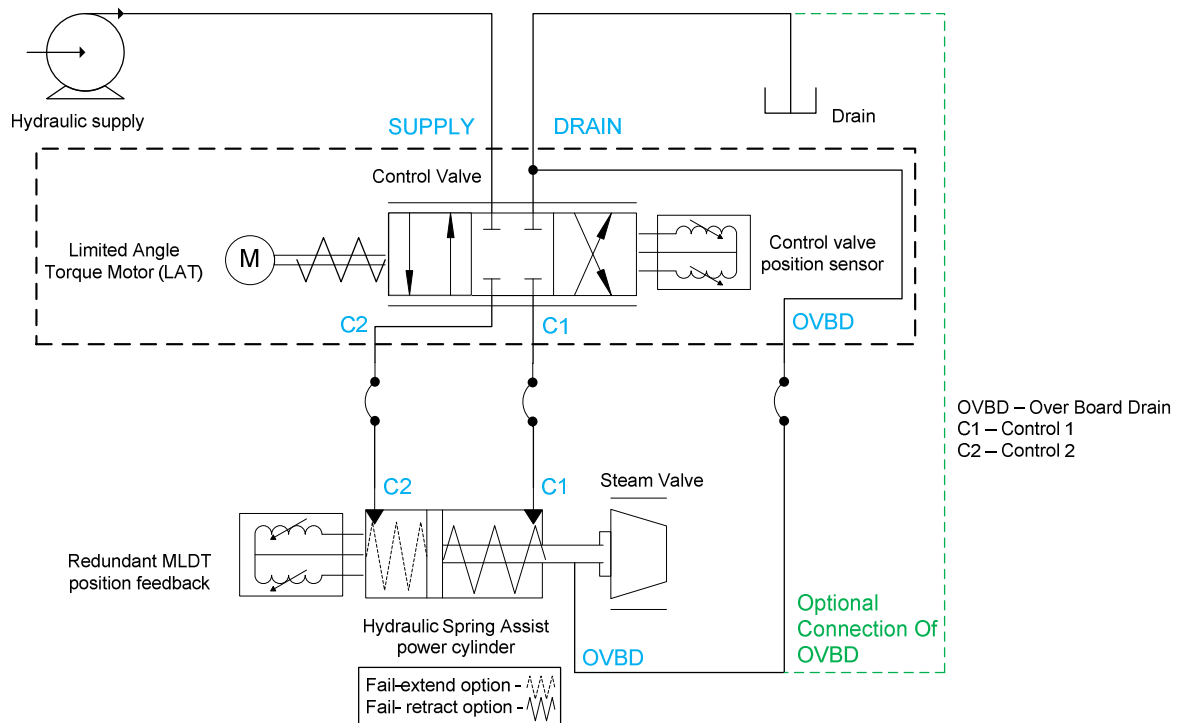 Hydraulic supply
SUPPLY
DRAIN
Drain
Control Valve
Limited Angle
Torque Motor (LAT)
M
Control valve
position sensor
C2
C1
OVBD
OVBD – Over Board Drain
C1 – Control 1
C2 – Control 2
C2
C1
Steam Valve
Redundant MLDT
position feedback
Hydraulic Spring Assist
power cylinder
OVBD
Optional
Connection Of
OVBD
Fail-extend option -
Fail- retract option -